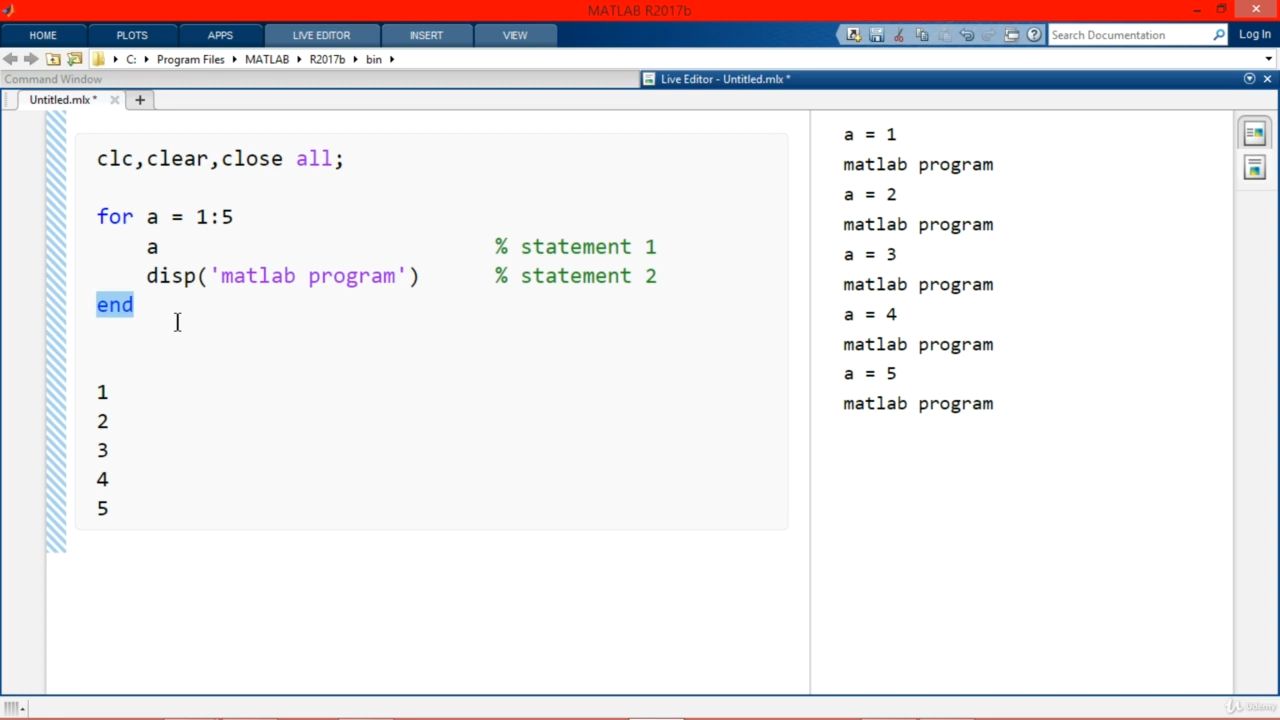 MATLAB R2017b
HOME PLOTS APPS LIVE EDITOR INSERT VIEW Search Documentation Log In
C: Program Files MATLAB R2017b bin
Command Window
Live Editor - Untitled.mlx *
Untitled.mlx *
clc,clear,close all;
for a = 1:5
a % statement 1
disp('matlab program') % statement 2
end
1
2
3
4
5
a = 1
matlab program
a = 2
matlab program
a = 3
matlab program
a = 4
matlab program
a = 5
matlab program
Udemy